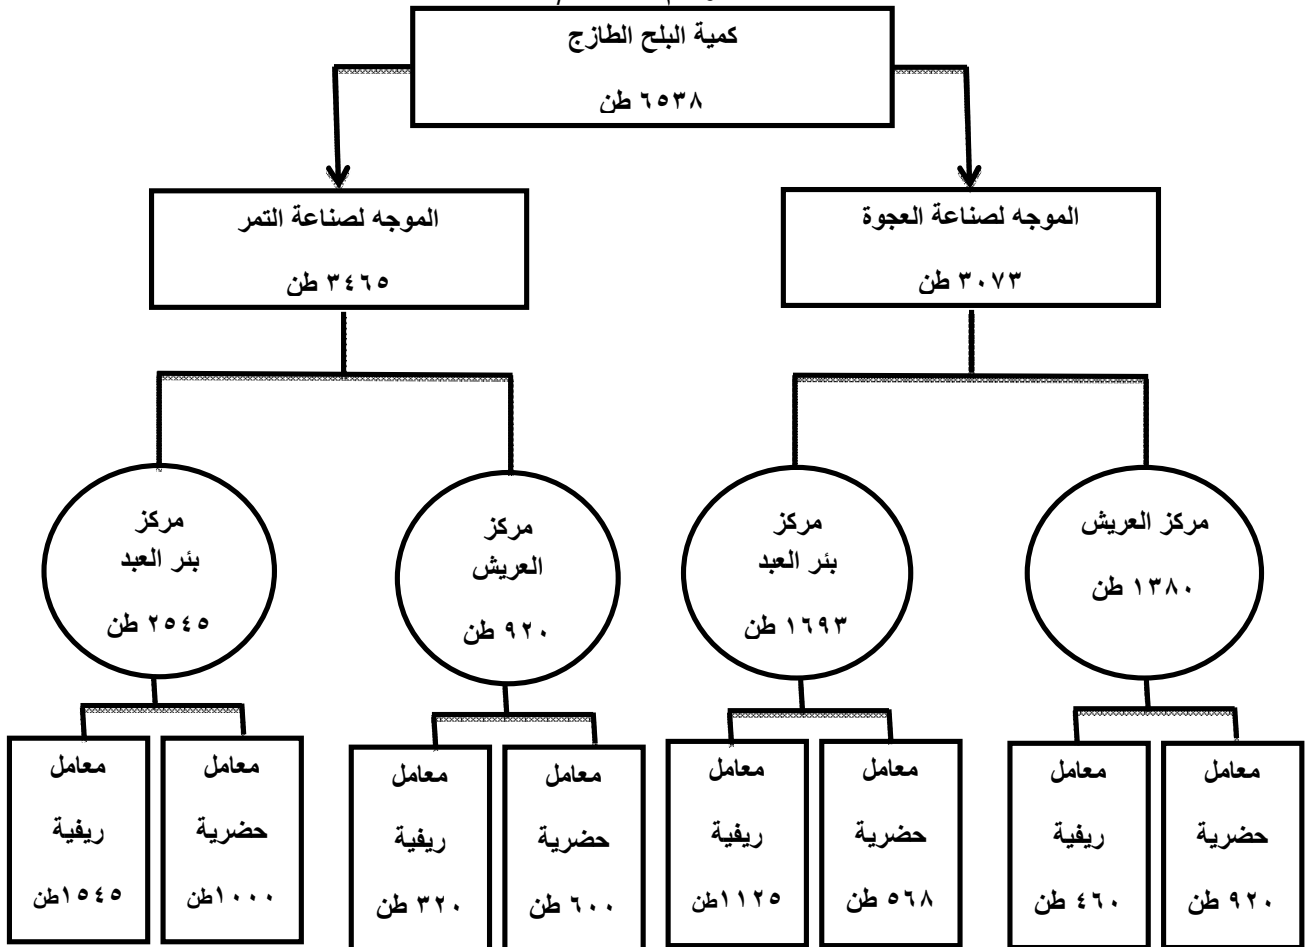 كمية البلح الطازج
٦٥٣٨ طن
الموجه لصناعة العجوة
٣٠٧٣ طن
الموجه لصناعة التمر
٣٤٦٥ طن
مركز العريش
١٣٨٠ طن
مركز
بئر العبد
١٦٩٣ طن
مركز
العريش
٩٢٠ طن
مركز
بئر العبد
٢٥٤٥ طن
معامل
حضرية
٩٢٠ طن
معامل
ريفية
٤٦٠ طن
معامل
حضرية
٥٦٨ طن
معامل
ريفية
١١٢٥طن
معامل
حضرية
٦٠٠ طن
معامل
ريفية
٣٢٠ طن
معامل
حضرية
١٠٠٠طن
معامل
ريفية
١٥٤٥طن